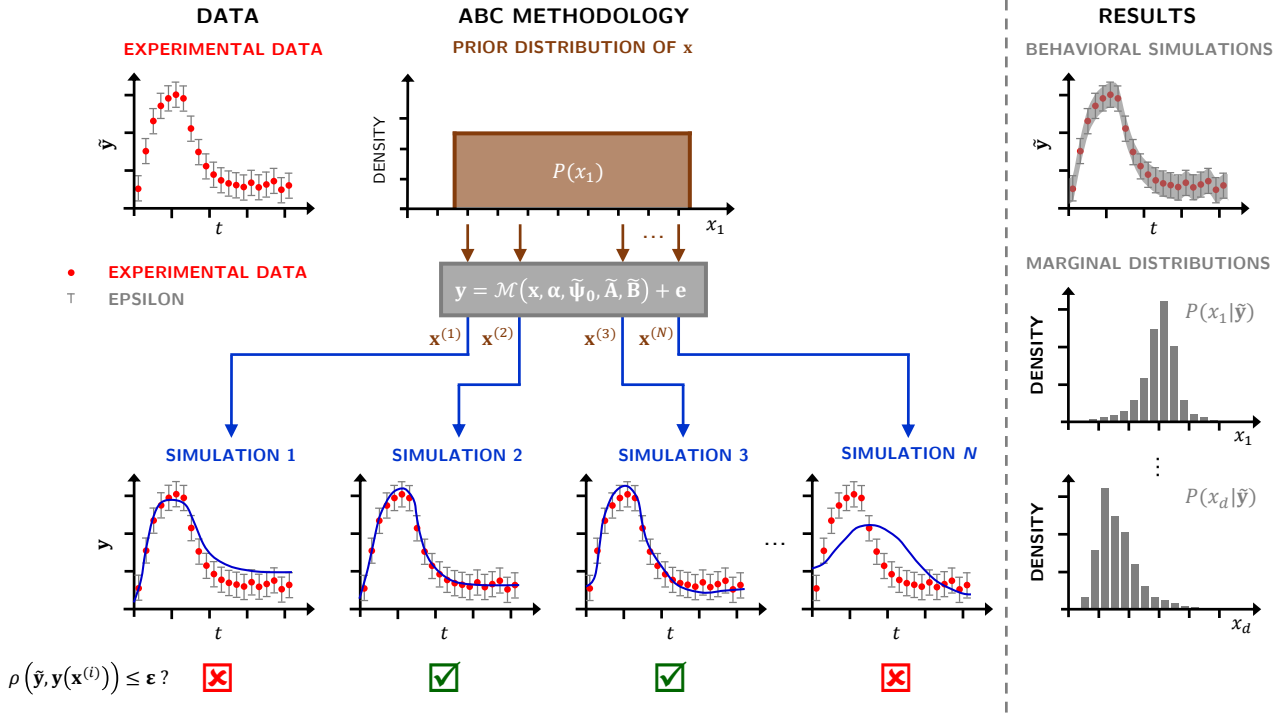 DATA
ABC METHODOLOGY
RESULTS
EXPERIMENTAL DATA
PRIOR DISTRIBUTION OF x
BEHAVIORAL SIMULATIONS
ỹ
t
DENSITY
P(x₁)
x₁
ỹ
t
...
EXPERIMENTAL DATA
EPSILON
y = ℳ(x, α, ψ̃₀, Ã, B̃) + e
x⁽¹⁾
x⁽²⁾
x⁽³⁾
x⁽ᴺ⁾
MARGINAL DISTRIBUTIONS
P(x₁|ỹ)
DENSITY
x₁
⋮
P(x_d|ỹ)
DENSITY
x_d
SIMULATION 1
SIMULATION 2
SIMULATION 3
SIMULATION N
y
...
t
t
t
t
ρ(ỹ, y(x⁽ⁱ⁾)) ≤ ε ?